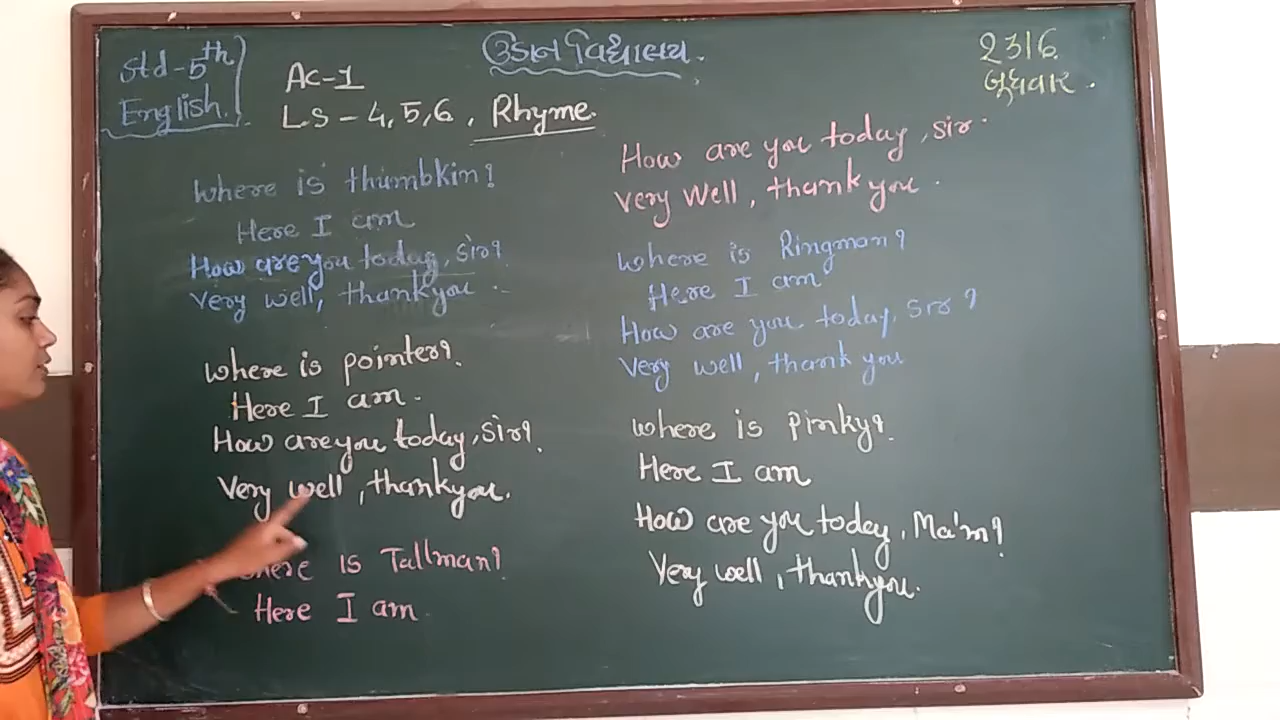 Std-5th
English.
Ac-1
LS-4,5,6, Rhyme.
ઉડાન વિદ્યાલય.
2316
બુધવાર.
Where is thumbkin?
Here I am
How are you today, sir?
Very well, thankyou.
where is pointer?.
Here I am.
How are you today, sir?.
Very well, thankyou.
Where is Tallman?
Here I am
How are you today, sir.
Very Well, thank you.
where is Ringman?
Here I am
How are you today, sir?
Very well, thank you
where is Pinky?.
Here I am
How are you today, Ma'm?
Very well, thankyou.